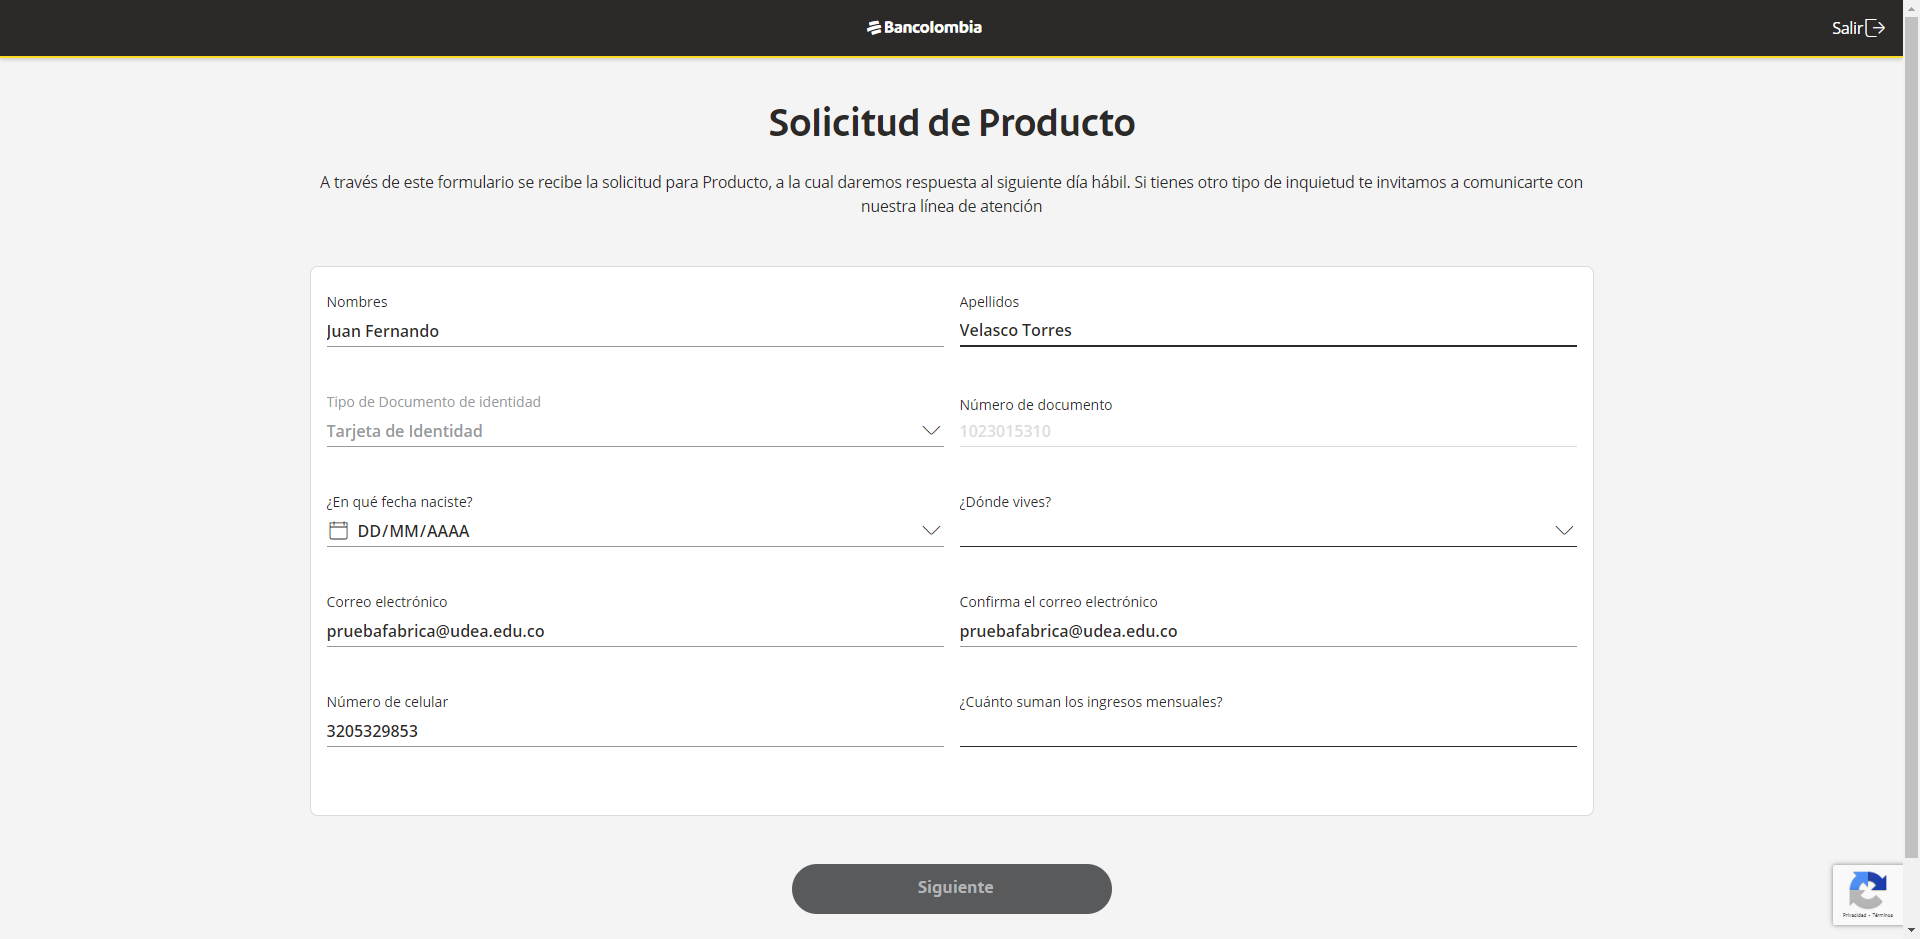 Bancolombia
Salir
Solicitud de Producto
A través de este formulario se recibe la solicitud para Producto, a la cual daremos respuesta al siguiente día hábil. Si tienes otro tipo de inquietud te invitamos a comunicarte con
nuestra línea de atención
Nombres
Juan Fernando
Apellidos
Velasco Torres
Tipo de Documento de identidad
Tarjeta de Identidad
Número de documento
1023015310
¿En qué fecha naciste?
DD/MM/AAAA
¿Dónde vives?
Correo electrónico
pruebafabrica@udea.edu.co
Confirma el correo electrónico
pruebafabrica@udea.edu.co
Número de celular
3205329853
¿Cuánto suman los ingresos mensuales?
Siguiente
Privacidad - Términos